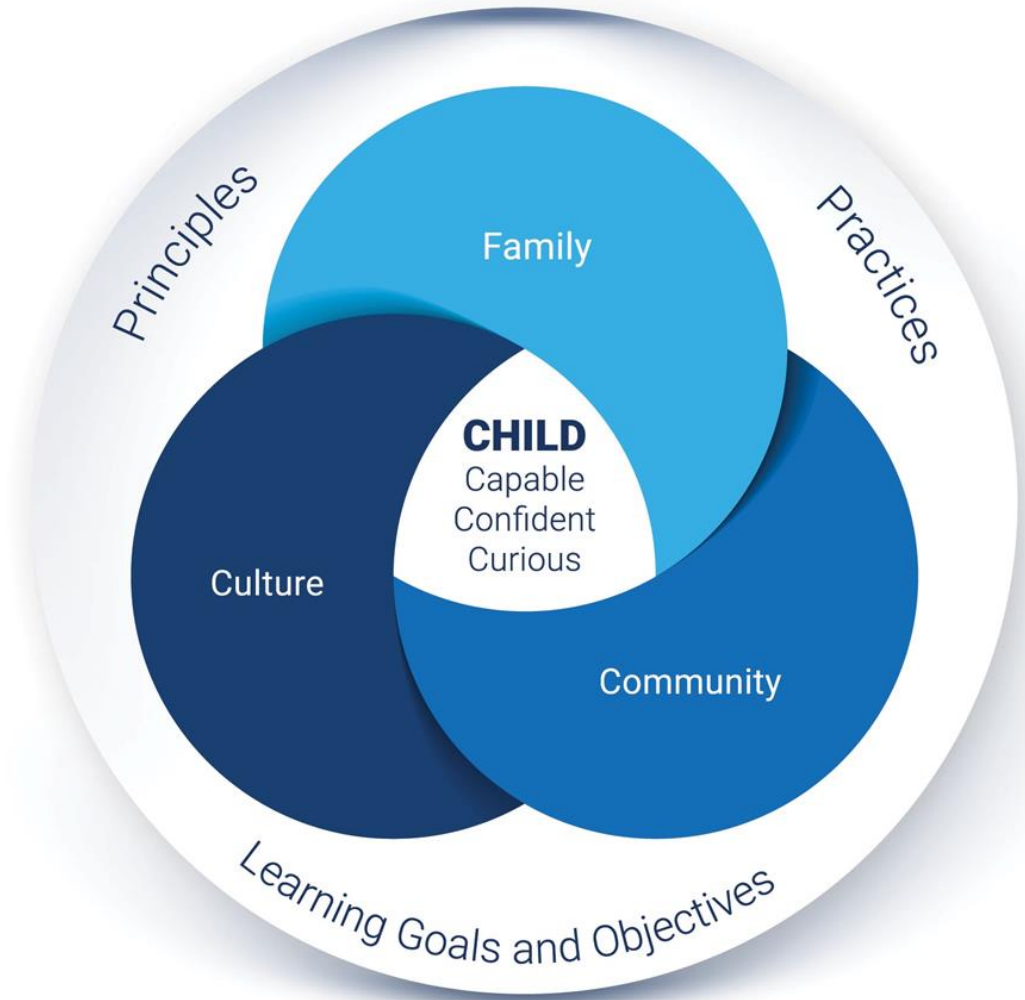 Principles
Practices
Family
CHILD
Capable
Confident
Curious
Culture
Community
Learning Goals and Objectives